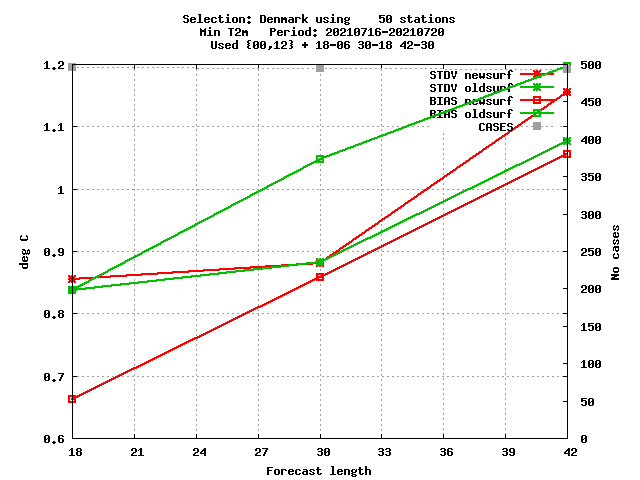 Selection: Denmark using    50 stations
Min T2m   Period: 20210716-20210720
Used {00,12} + 18-06 30-18 42-30
1.2
1.1
1
0.9
0.8
0.7
0.6
deg C
STDV newsurf
STDV oldsurf
BIAS newsurf
BIAS oldsurf
CASES
500
450
400
350
300
250
200
150
100
50
0
No cases
18 21 24 27 30 33 36 39 42
Forecast length